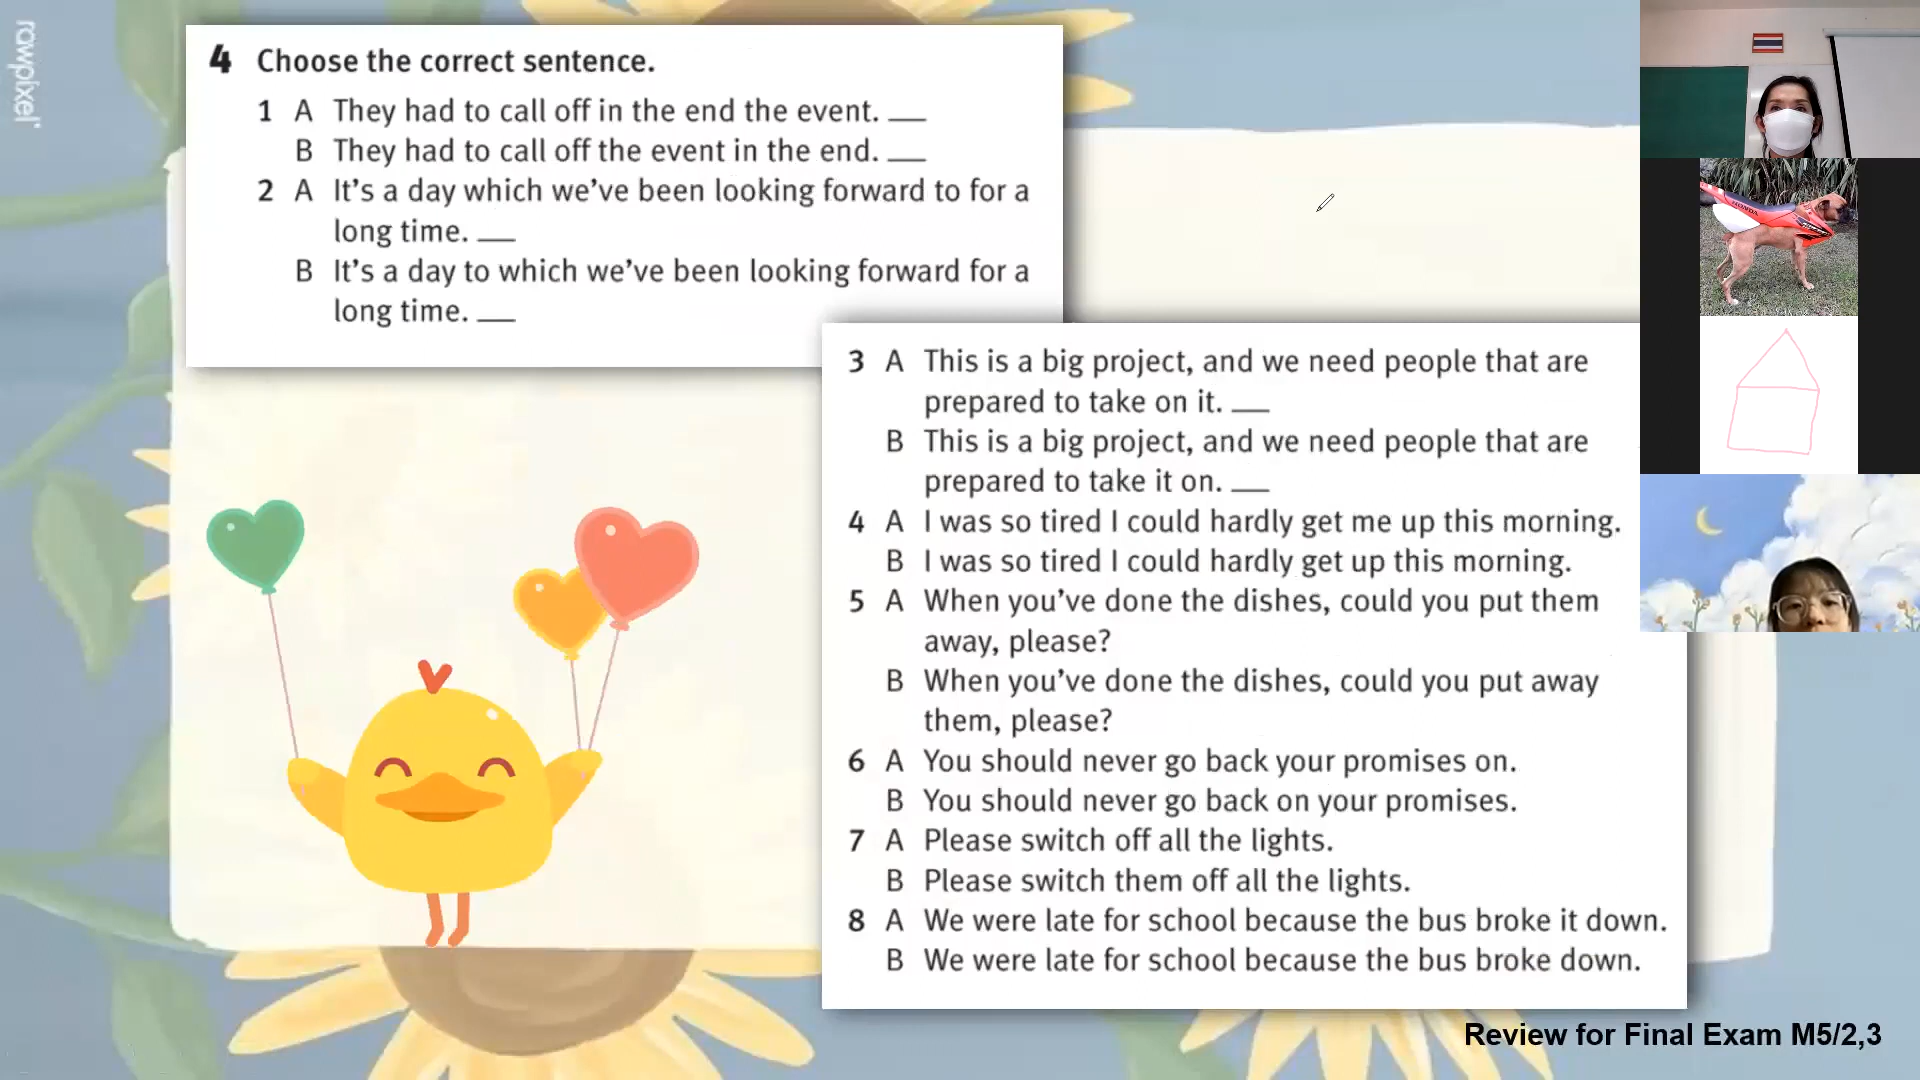 rawpixel
4 Choose the correct sentence.
1 A They had to call off in the end the event. ___
B They had to call off the event in the end. ___
2 A It’s a day which we’ve been looking forward to for a
long time. ___
B It’s a day to which we’ve been looking forward for a
long time. ___
3 A This is a big project, and we need people that are
prepared to take on it. ___
B This is a big project, and we need people that are
prepared to take it on. ___
4 A I was so tired I could hardly get me up this morning.
B I was so tired I could hardly get up this morning.
5 A When you’ve done the dishes, could you put them
away, please?
B When you’ve done the dishes, could you put away
them, please?
6 A You should never go back your promises on.
B You should never go back on your promises.
7 A Please switch off all the lights.
B Please switch them off all the lights.
8 A We were late for school because the bus broke it down.
B We were late for school because the bus broke down.
HONDA
Review for Final Exam M5/2,3